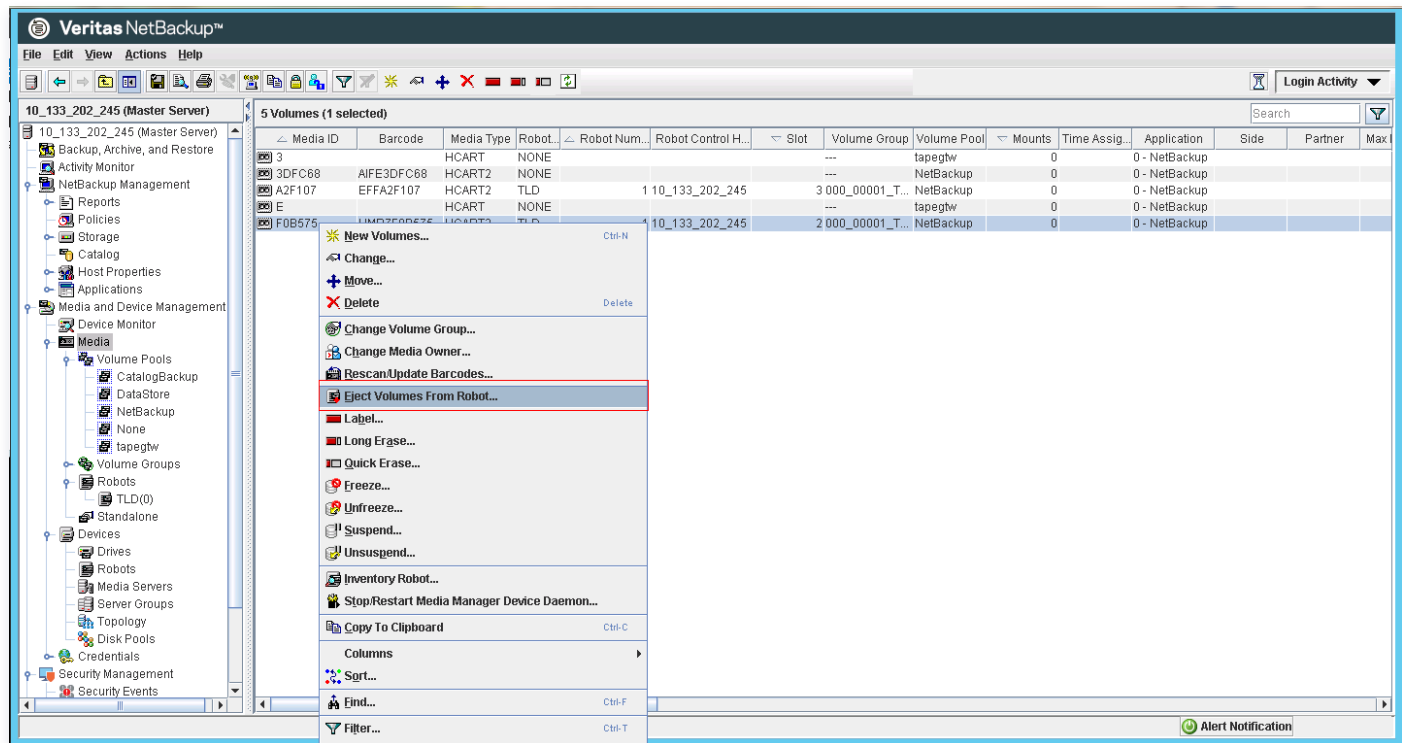 Veritas NetBackup™
File Edit View Actions Help
Login Activity
10_133_202_245 (Master Server)
5 Volumes (1 selected)
Search
10_133_202_245 (Master Server)
Backup, Archive, and Restore
Activity Monitor
NetBackup Management
Reports
Policies
Storage
Catalog
Host Properties
Applications
Media and Device Management
Device Monitor
Media
Volume Pools
CatalogBackup
DataStore
NetBackup
None
tapegtw
Volume Groups
Robots
TLD(0)
Standalone
Devices
Drives
Robots
Media Servers
Server Groups
Topology
Disk Pools
Credentials
Security Management
Security Events
Media ID Barcode Media Type Robot... Robot Num... Robot Control H... Slot Volume Group Volume Pool Mounts Time Assig... Application Side Partner Max
3 HCART NONE --- tapegtw 0 0 - NetBackup
3DFC68 AIFE3DFC68 HCART2 NONE --- NetBackup 0 0 - NetBackup
A2F107 EFFA2F107 HCART2 TLD 1 10_133_202_245 3 000_00001_T... NetBackup 0 0 - NetBackup
E HCART NONE --- tapegtw 0 0 - NetBackup
F0B575 10_133_202_245 2 000_00001_T... NetBackup 0 0 - NetBackup
New Volumes... Ctrl-N
Change...
Move...
Delete Delete
Change Volume Group...
Change Media Owner...
Rescan/Update Barcodes...
Eject Volumes From Robot...
Label...
Long Erase...
Quick Erase...
Freeze...
Unfreeze...
Suspend...
Unsuspend...
Inventory Robot...
Stop/Restart Media Manager Device Daemon...
Copy To Clipboard Ctrl-C
Columns
Sort...
Find... Ctrl-F
Filter... Ctrl-T
Alert Notification